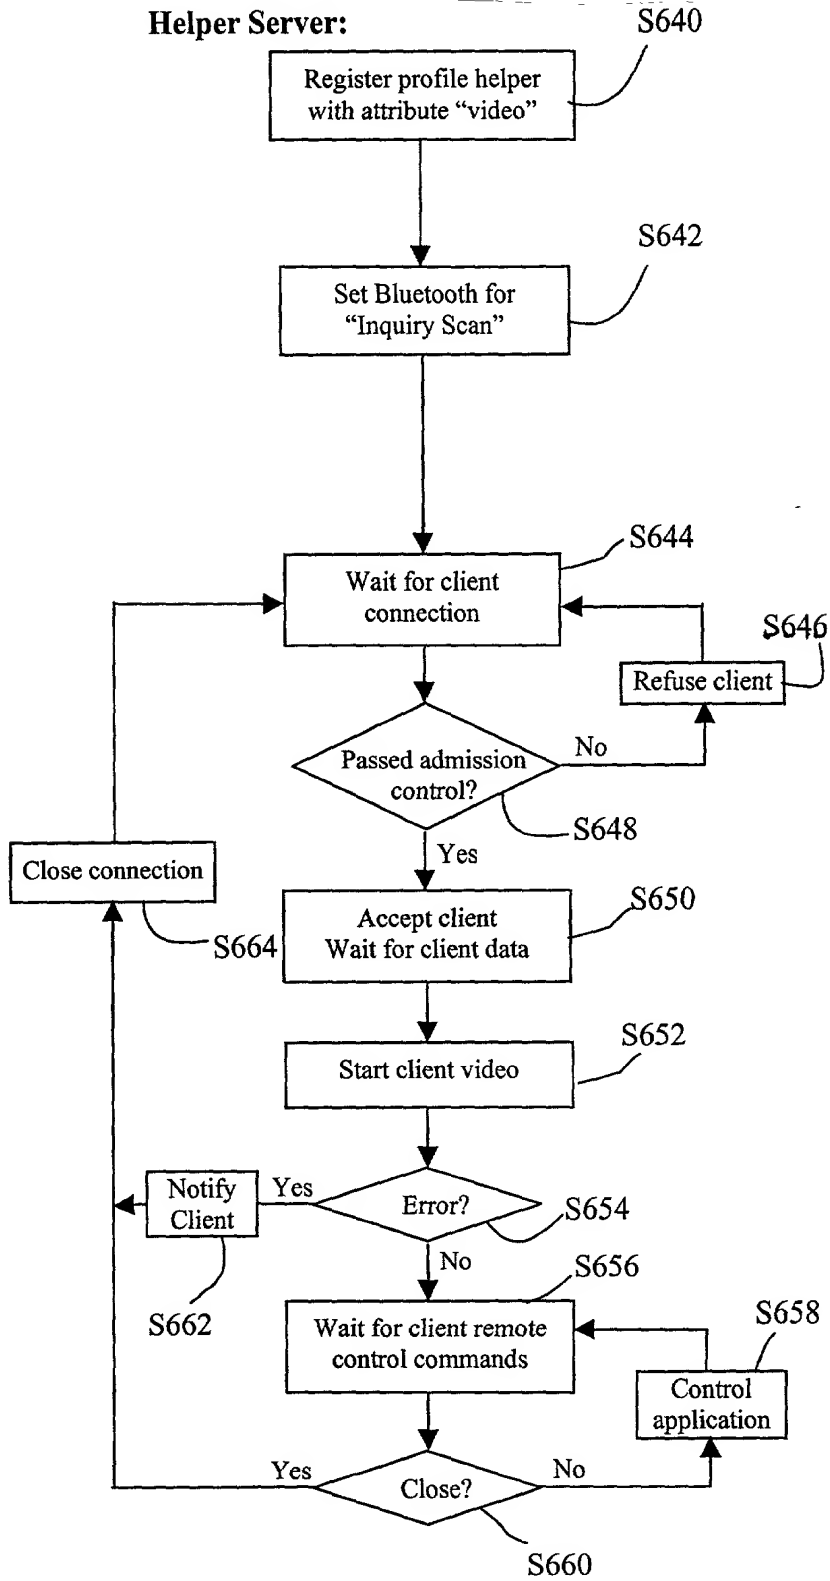 Helper Server:
S640
Register profile helper
with attribute “video”
S642
Set Bluetooth for
“Inquiry Scan”
S644
Wait for client
connection
S646
Refuse client
No
Passed admission
control?
S648
Yes
Close connection
S664
S650
Accept client
Wait for client data
S652
Start client video
Notify
Client
Yes
Error?
S654
S662
No
S656
Wait for client remote
control commands
S658
Control
application
Yes
Close?
No
S660